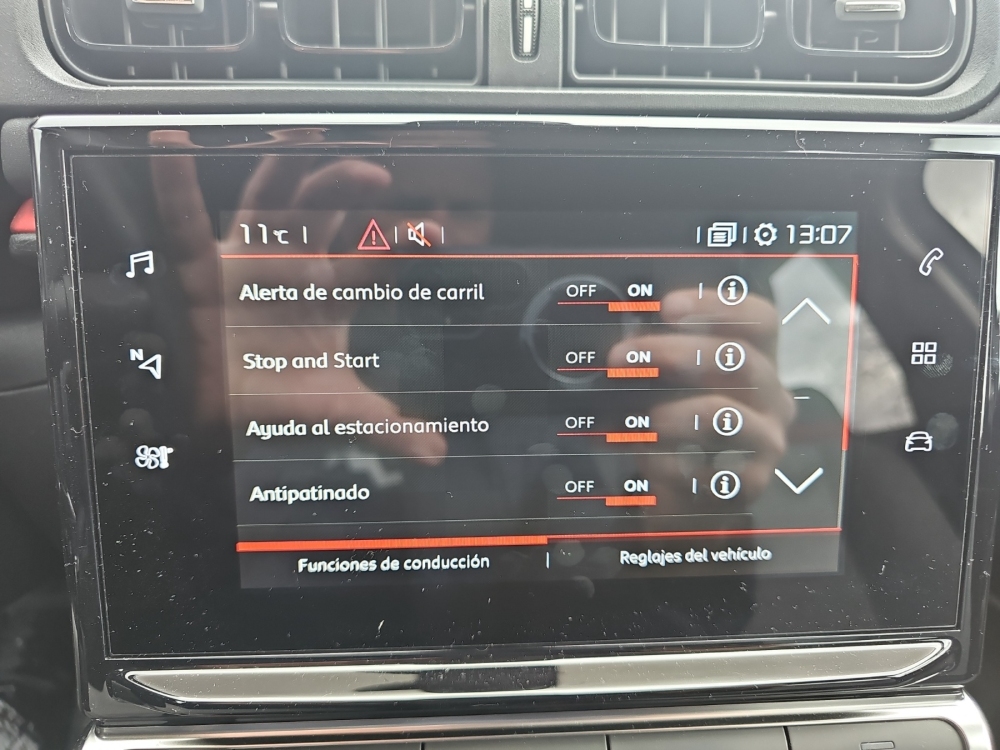 11°C 13:07
Alerta de cambio de carril OFF ON
Stop and Start OFF ON
N
Ayuda al estacionamiento OFF ON
Antipatinado OFF ON
Funciones de conducción Reglajes del vehículo